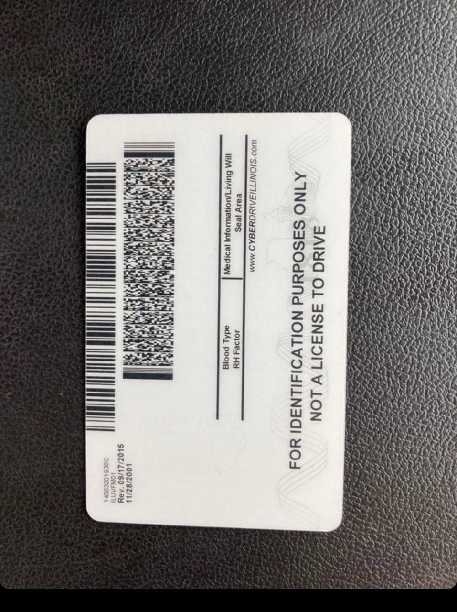 Blood Type
RH Factor
Medical Information/Living Will
Seal Area
www.CYBERDRIVEILLINOIS.com
FOR IDENTIFICATION PURPOSES ONLY
NOT A LICENSE TO DRIVE
Rev. 09/17/2015
11/28/2001